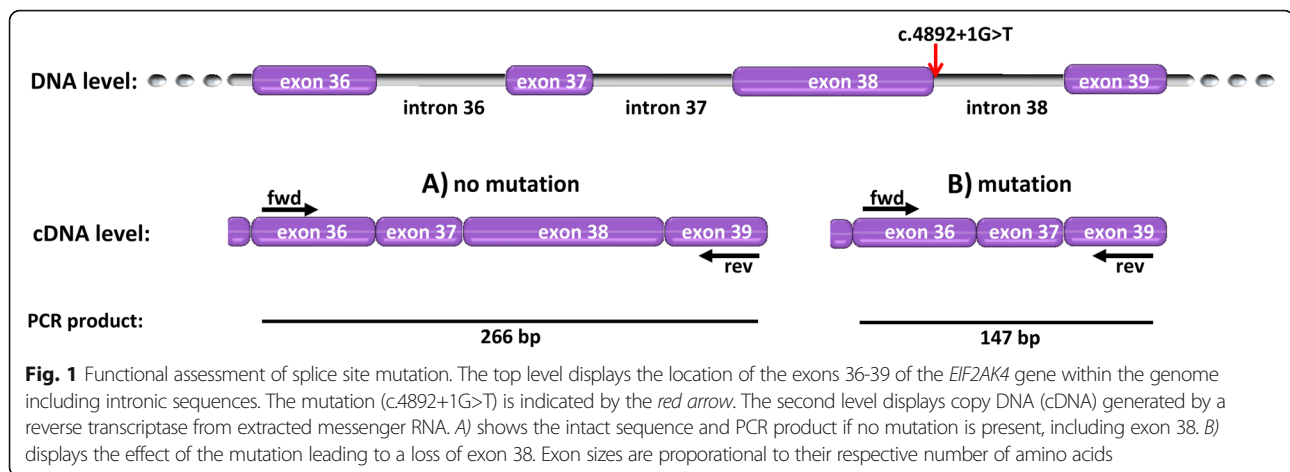 c.4892+1G>T
DNA level:
exon 36
exon 37
exon 38
exon 39
intron 36
intron 37
intron 38
A) no mutation
B) mutation
fwd
fwd
cDNA level:
exon 36
exon 37
exon 38
exon 39
exon 36
exon 37
exon 39
rev
rev
PCR product:
266 bp
147 bp
Fig. 1 Functional assessment of splice site mutation. The top level displays the location of the exons 36-39 of the EIF2AK4 gene within the genome
including intronic sequences. The mutation (c.4892+1G>T) is indicated by the red arrow. The second level displays copy DNA (cDNA) generated by a
reverse transcriptase from extracted messenger RNA. A) shows the intact sequence and PCR product if no mutation is present, including exon 38. B)
displays the effect of the mutation leading to a loss of exon 38. Exon sizes are proporational to their respective number of amino acids